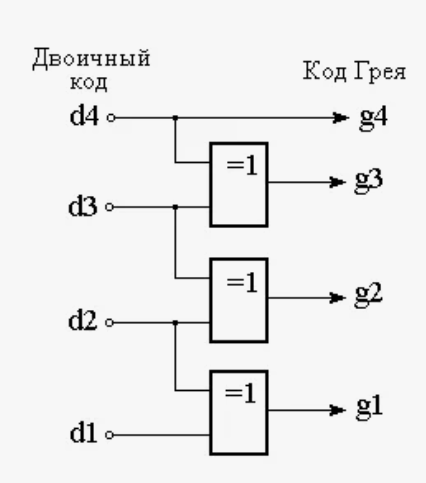 Двоичный
код
Код Грея
d4
g4
=1
g3
d3
=1
g2
d2
=1
g1
d1